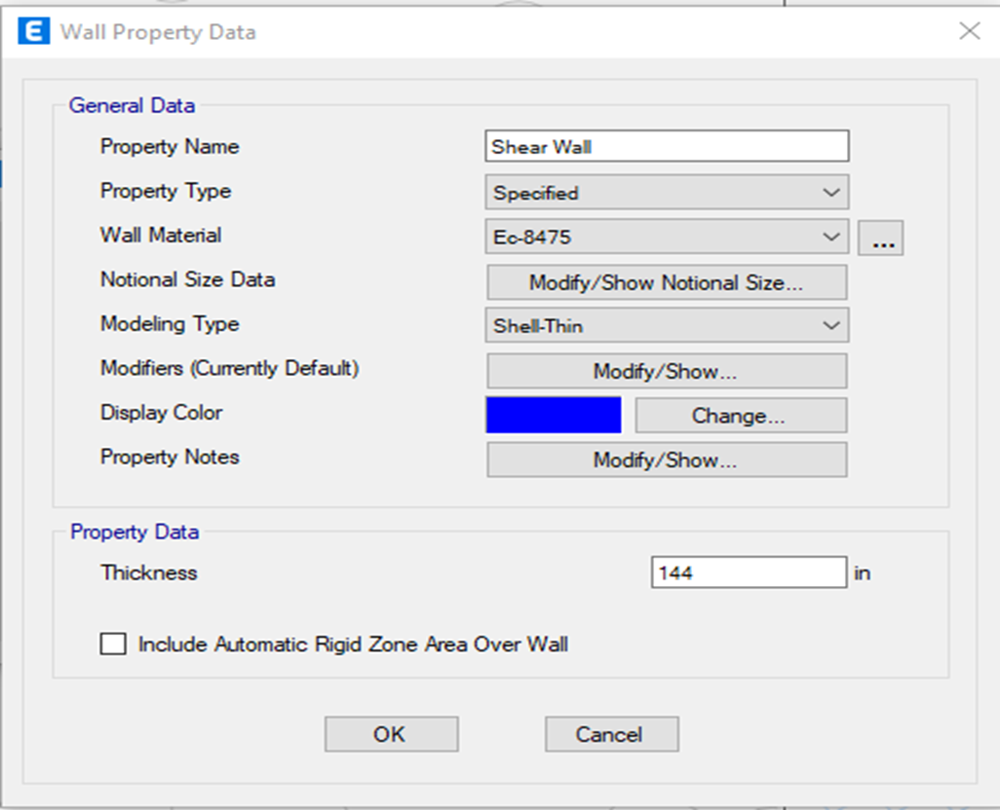 E Wall Property Data
General Data
Property Name Shear Wall
Property Type Specified
Wall Material Ec-8475 ...
Notional Size Data Modify/Show Notional Size...
Modeling Type Shell-Thin
Modifiers (Currently Default) Modify/Show...
Display Color Change...
Property Notes Modify/Show...
Property Data
Thickness 144 in
Include Automatic Rigid Zone Area Over Wall
OK Cancel